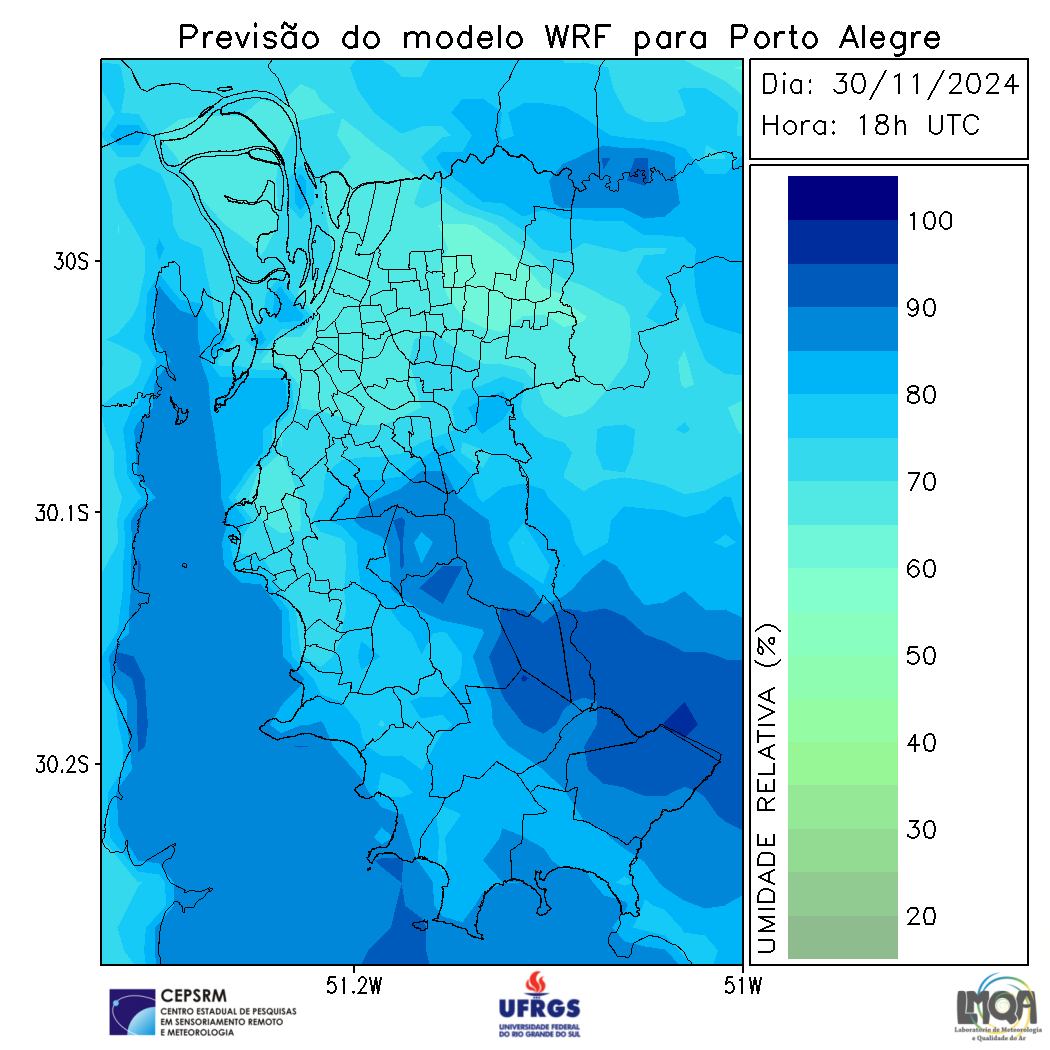 Previsão do modelo WRF para Porto Alegre
Dia: 30/11/2024
Hora: 18h UTC
30S
30.1S
30.2S
51.2W
51W
UMIDADE RELATIVA (%)
100
90
80
70
60
50
40
30
20
CEPSRM
CENTRO ESTADUAL DE PESQUISAS
EM SENSORIAMENTO REMOTO
E METEOROLOGIA
UFRGS
UNIVERSIDADE FEDERAL
DO RIO GRANDE DO SUL
LMQA
Laboratório de Meteorologia
e Qualidade do Ar